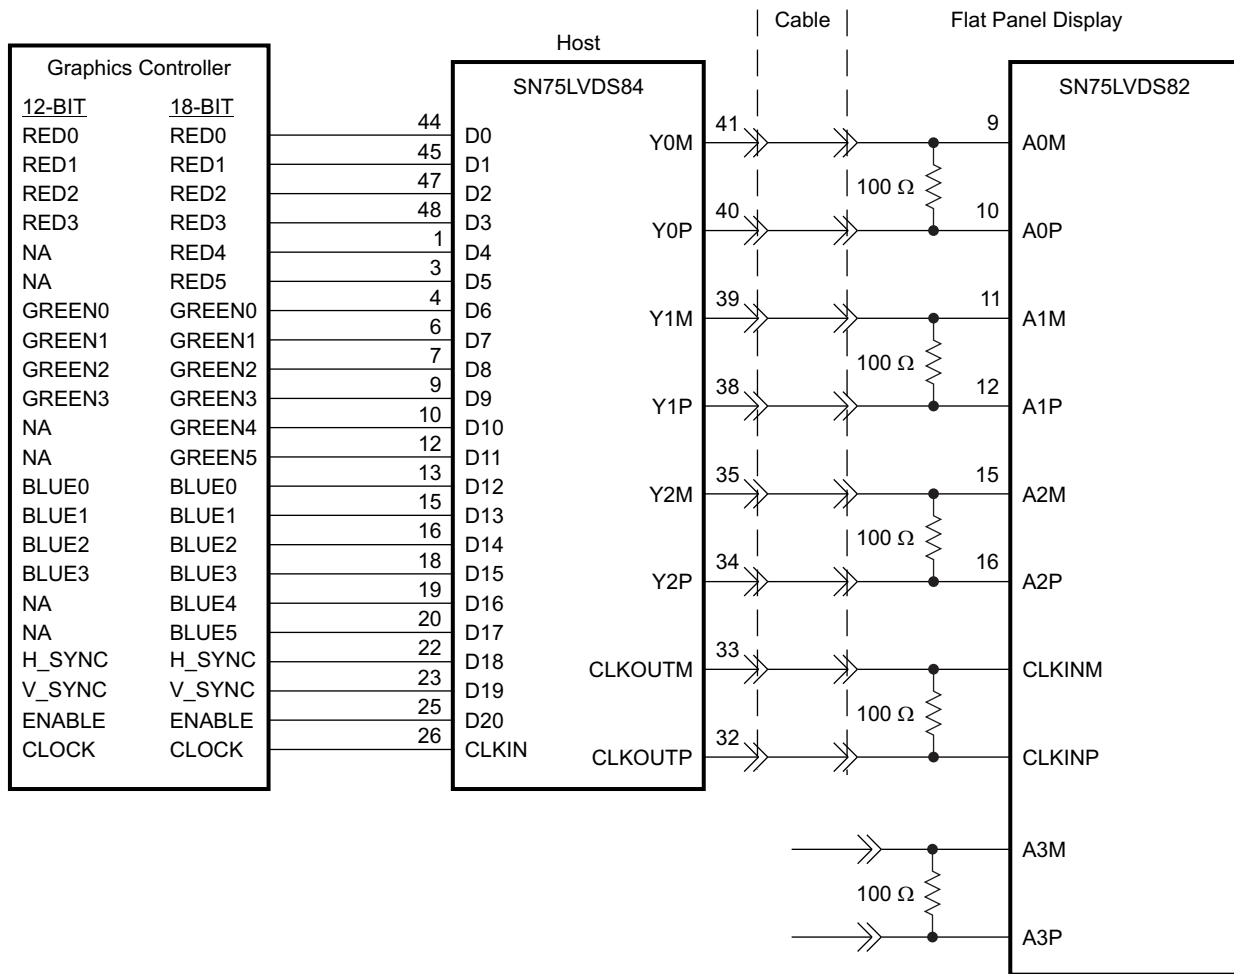 Cable
Flat Panel Display
Host
Graphics Controller
SN75LVDS84
SN75LVDS82
12-BIT 18-BIT
RED0 RED0 44 D0
RED1 RED1 45 D1
RED2 RED2 47 D2
RED3 RED3 48 D3
NA RED4 1 D4
NA RED5 3 D5
GREEN0 GREEN0 4 D6
GREEN1 GREEN1 6 D7
GREEN2 GREEN2 7 D8
GREEN3 GREEN3 9 D9
NA GREEN4 10 D10
NA GREEN5 12 D11
BLUE0 BLUE0 13 D12
BLUE1 BLUE1 15 D13
BLUE2 BLUE2 16 D14
BLUE3 BLUE3 18 D15
NA BLUE4 19 D16
NA BLUE5 20 D17
H_SYNC H_SYNC 22 D18
V_SYNC V_SYNC 23 D19
ENABLE ENABLE 25 D20
CLOCK CLOCK 26 CLKIN
Y0M 41 9 A0M
100 Ω
Y0P 40 10 A0P
Y1M 39 11 A1M
100 Ω
Y1P 38 12 A1P
Y2M 35 15 A2M
100 Ω
Y2P 34 16 A2P
CLKOUTM 33 CLKINM
100 Ω
CLKOUTP 32 CLKINP
A3M
100 Ω
A3P